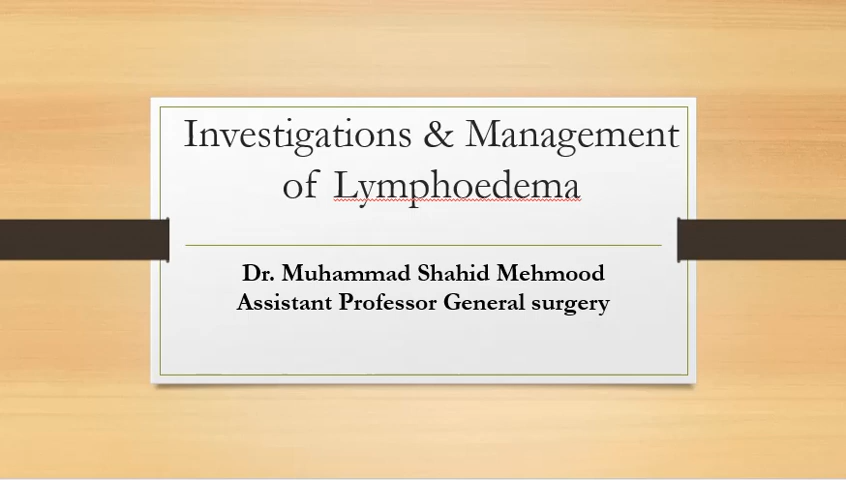 Investigations & Management
of Lymphoedema
Dr. Muhammad Shahid Mehmood
Assistant Professor General surgery